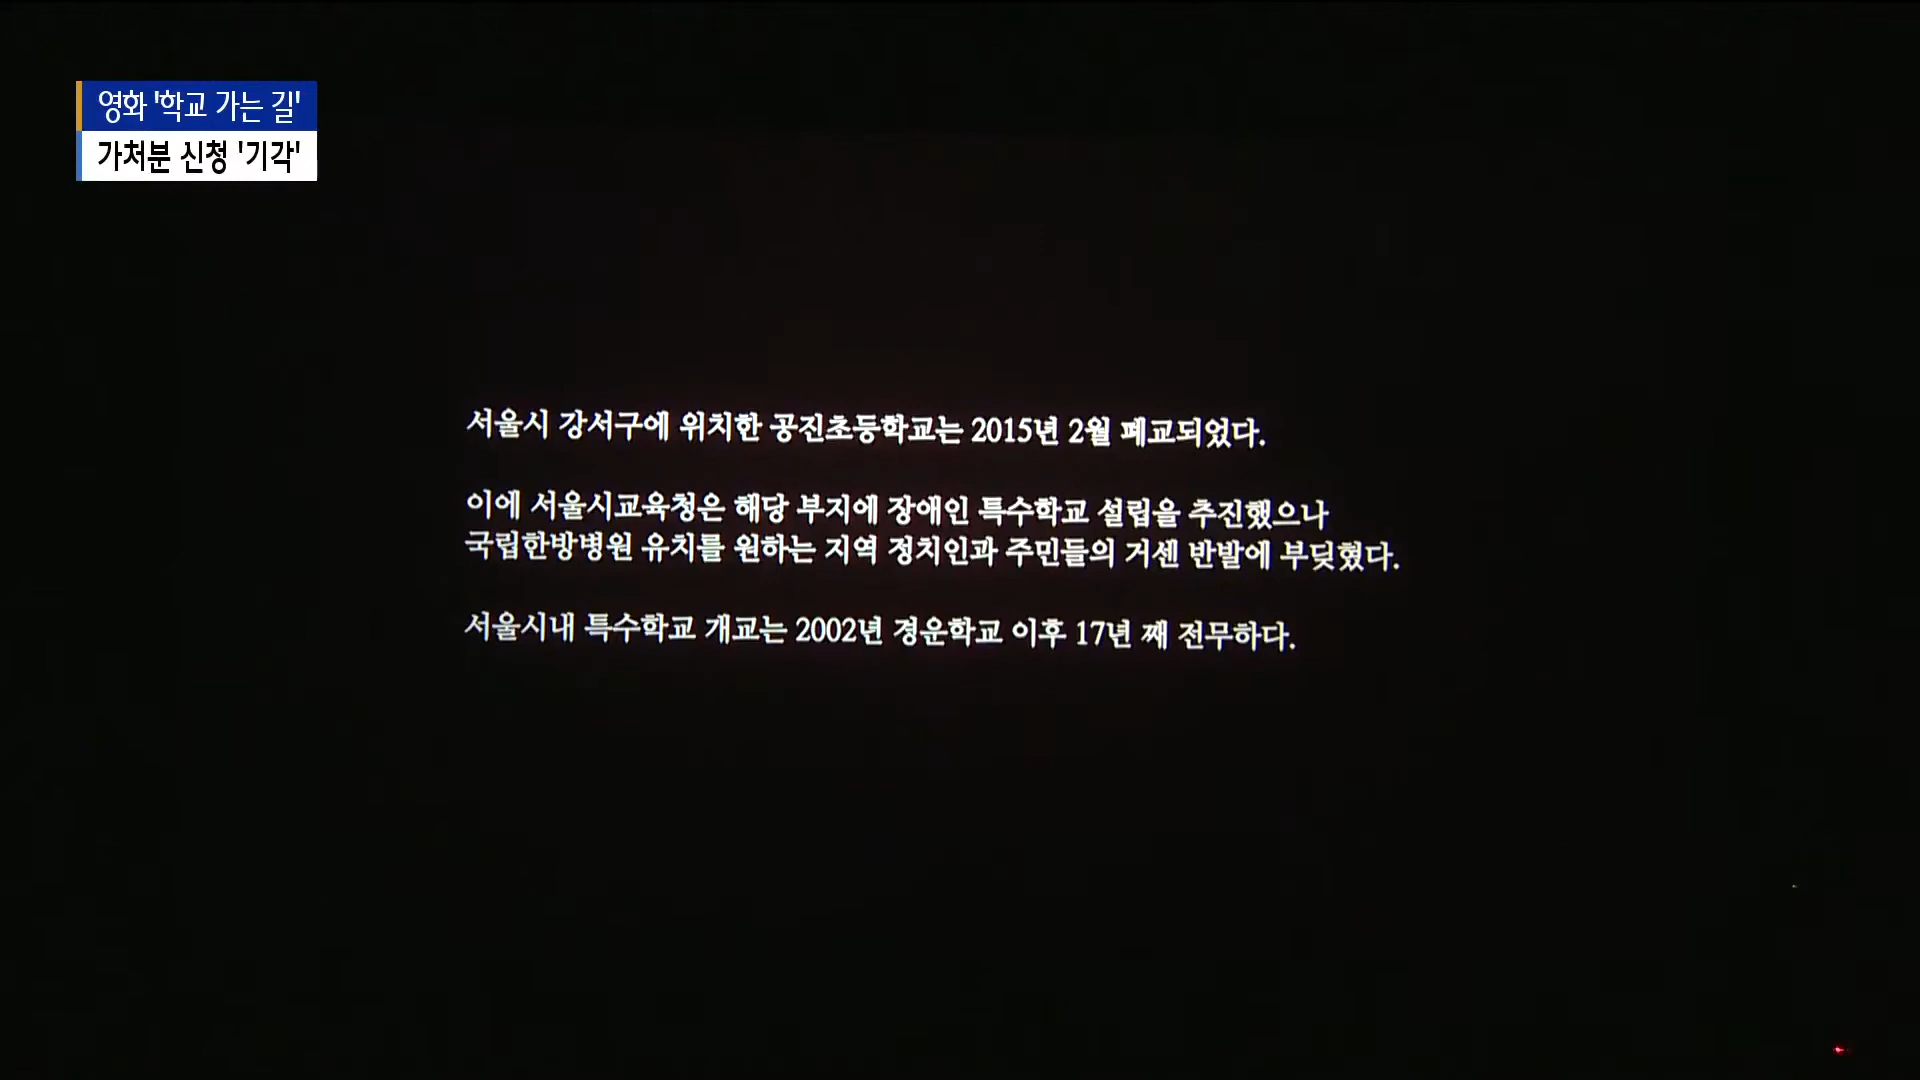 영화 '학교 가는 길'
가처분 신청 '기각'
서울시 강서구에 위치한 공진초등학교는 2015년 2월 폐교되었다.
이에 서울시교육청은 해당 부지에 장애인 특수학교 설립을 추진했으나
국립한방병원 유치를 원하는 지역 정치인과 주민들의 거센 반발에 부딪혔다.
서울시내 특수학교 개교는 2002년 경운학교 이후 17년 째 전무하다.